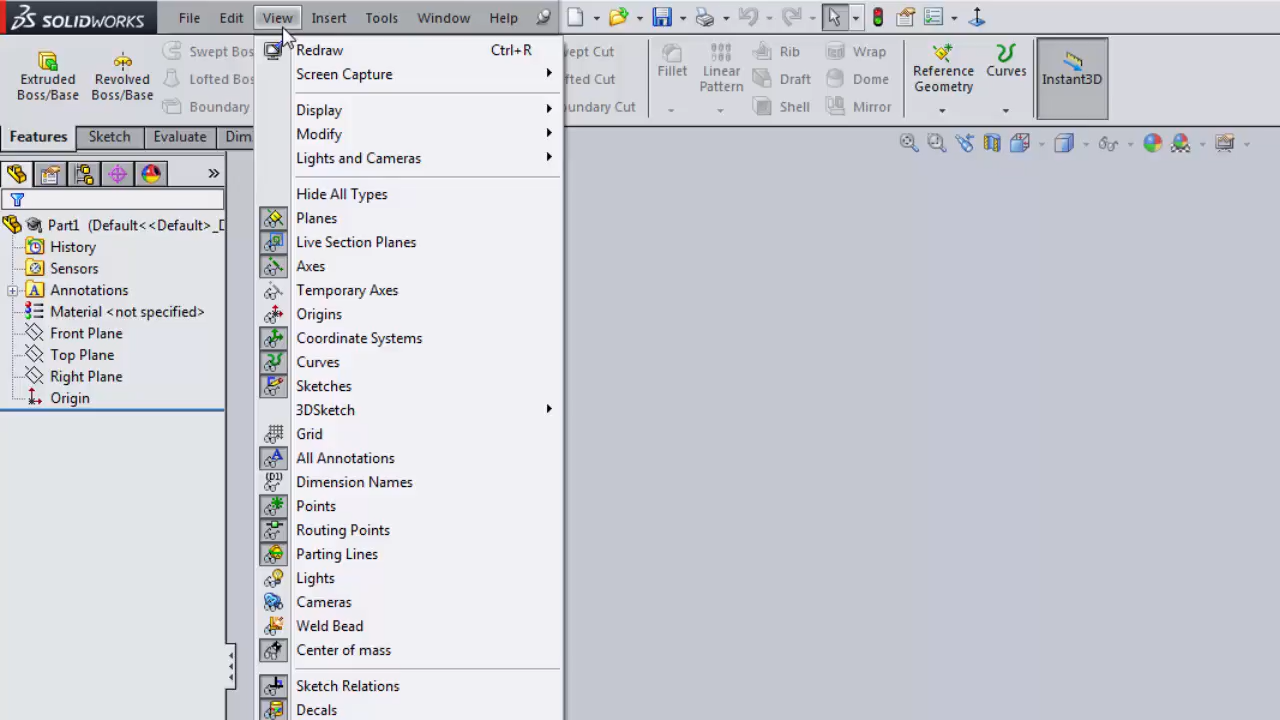 SOLIDWORKS File Edit View Insert Tools Window Help
Extruded Boss/Base
Revolved Boss/Base
Swept Bos
Lofted Bos
Boundary
wept Cut
fted Cut
oundary Cut
Fillet
Linear Pattern
Rib
Draft
Shell
Wrap
Dome
Mirror
Reference Geometry
Curves
Instant3D
Features Sketch Evaluate Dim
Part1 (Default<<Default>_D
History
Sensors
Annotations
Material <not specified>
Front Plane
Top Plane
Right Plane
Origin
Redraw Ctrl+R
Screen Capture
Display
Modify
Lights and Cameras
Hide All Types
Planes
Live Section Planes
Axes
Temporary Axes
Origins
Coordinate Systems
Curves
Sketches
3DSketch
Grid
All Annotations
Dimension Names
Points
Routing Points
Parting Lines
Lights
Cameras
Weld Bead
Center of mass
Sketch Relations
Decals